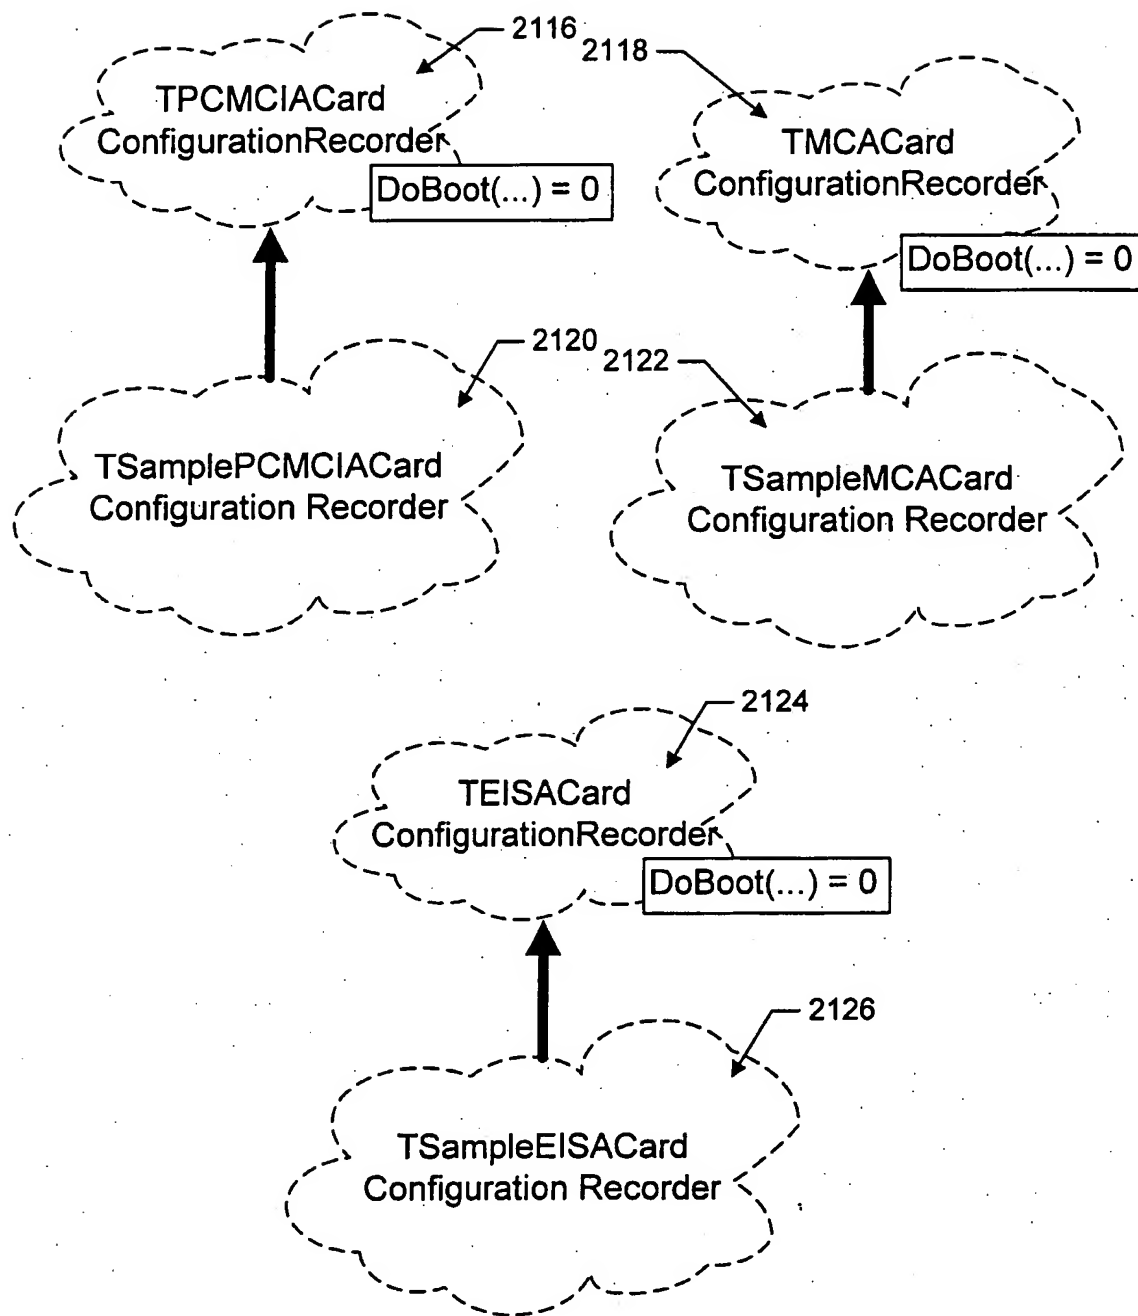 2116
TPCMCIACard
ConfigurationRecorder
DoBoot(...) = 0
2118
TMCACard
ConfigurationRecorder
DoBoot(...) = 0
2120
TSamplePCMCIACard
Configuration Recorder
2122
TSampleMCACard
Configuration Recorder
2124
TEISACard
ConfigurationRecorder
DoBoot(...) = 0
2126
TSampleEISACard
Configuration Recorder